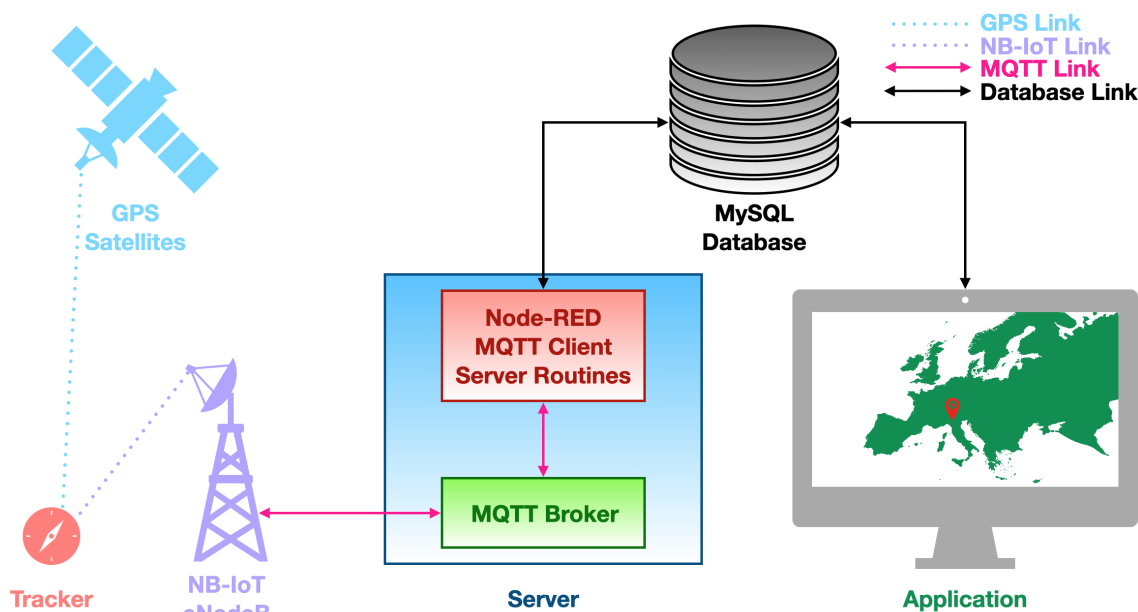 GPS Link
NB-IoT Link
MQTT Link
Database Link
GPS
Satellites
MySQL
Database
Node-RED
MQTT Client
Server Routines
MQTT Broker
Tracker
NB-IoT
eNodeB
Server
Application